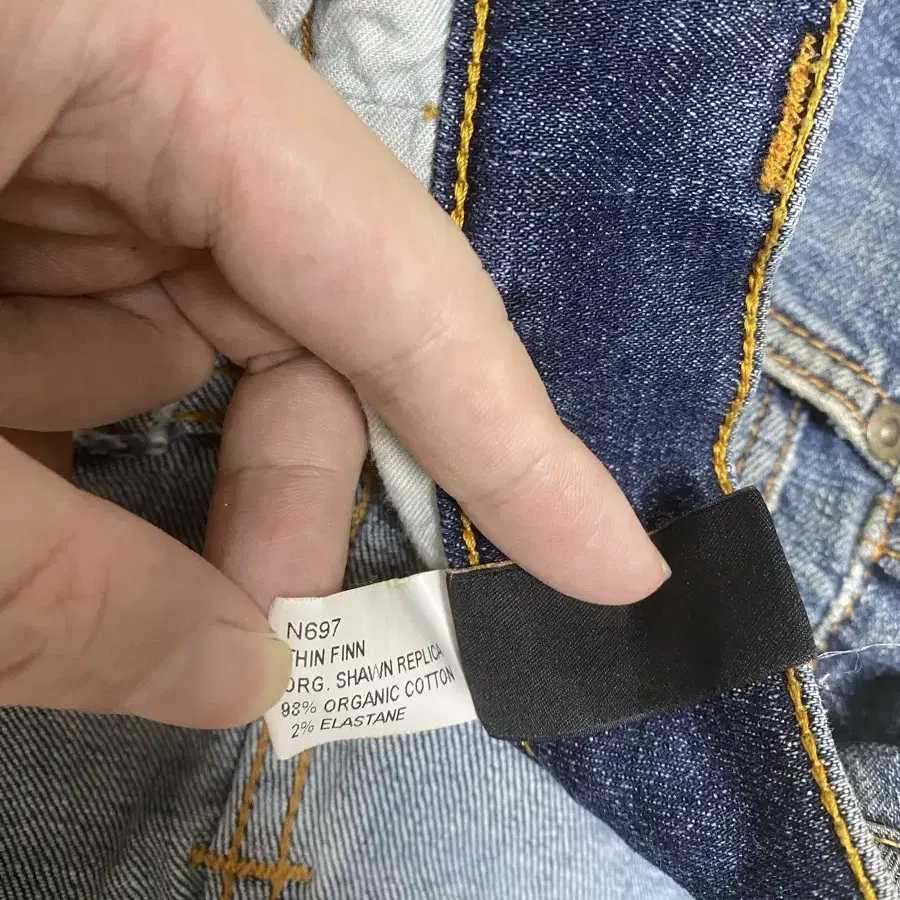 N697
THIN FINN
ORG. SHAWN REPLICA
98% ORGANIC COTTON
2% ELASTANE